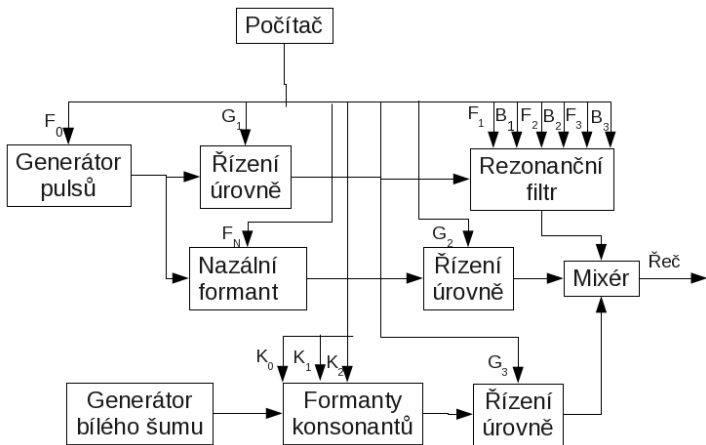 Počítač
F0
G1
F1 B1 F2 B2 F3 B3
Generátor
pulsů
Řízení
úrovně
Rezonanční
filtr
FN
G2
Nazální
formant
Řízení
úrovně
Mixér
Řeč
K0 K1 K2
G3
Generátor
bílého šumu
Formanty
konsonantů
Řízení
úrovně